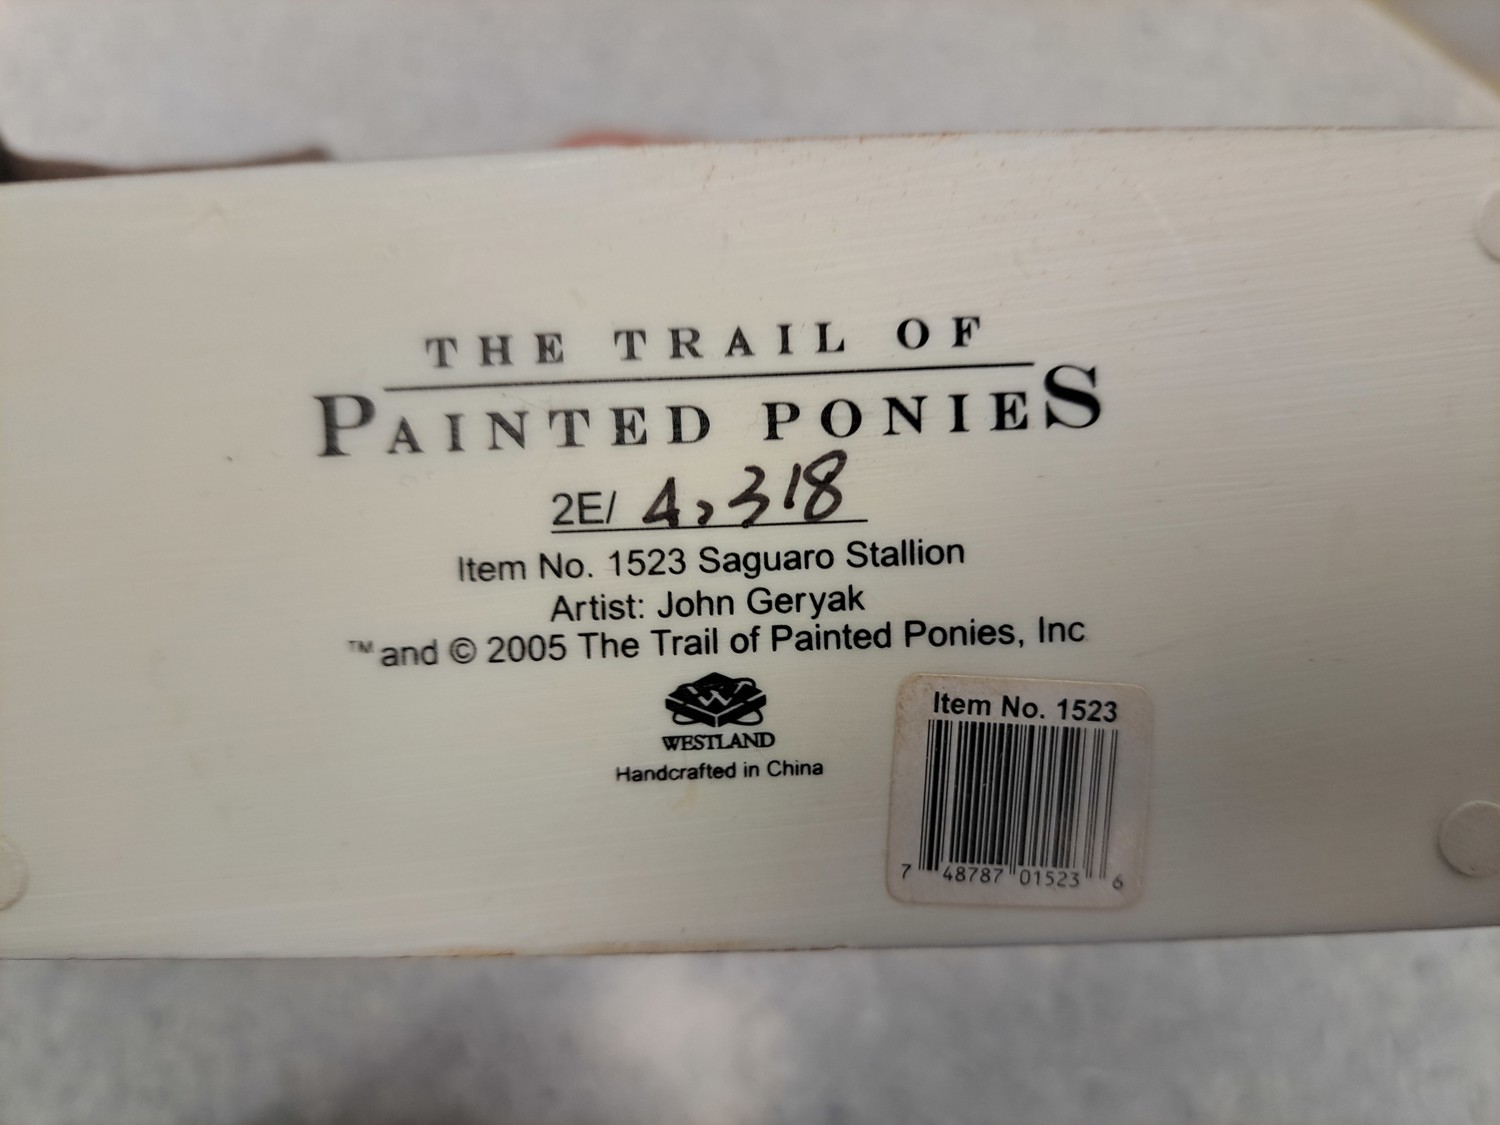 THE TRAIL OF
PAINTED PONIES
2E/ 4,318
Item No. 1523 Saguaro Stallion
Artist: John Geryak
™ and © 2005 The Trail of Painted Ponies, Inc
W
WESTLAND
Handcrafted in China
Item No. 1523
7 48787 01523 6